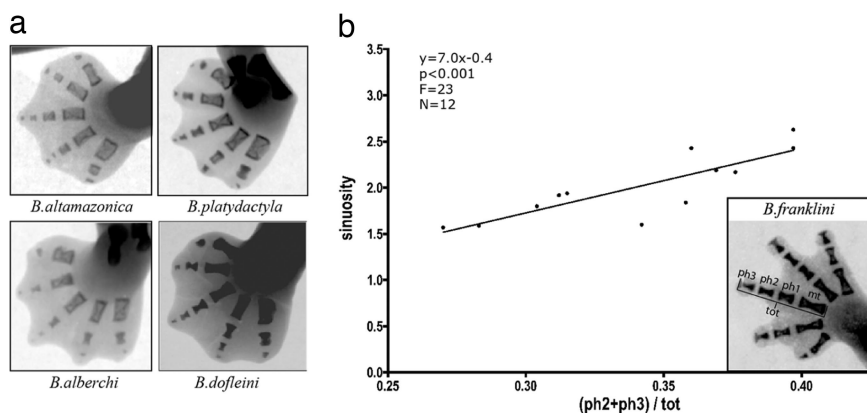 a
B.altamazonica
B.platydactyla
B.alberchi
B.dofleini
b
y=7.0x-0.4
p<0.001
F=23
N=12
3.5
3.0
2.5
2.0
1.5
1.0
0.5
0.0
sinuosity
0.25
0.30
0.35
0.40
(ph2+ph3) / tot
B.franklini
ph3
ph2
ph1
mt
tot